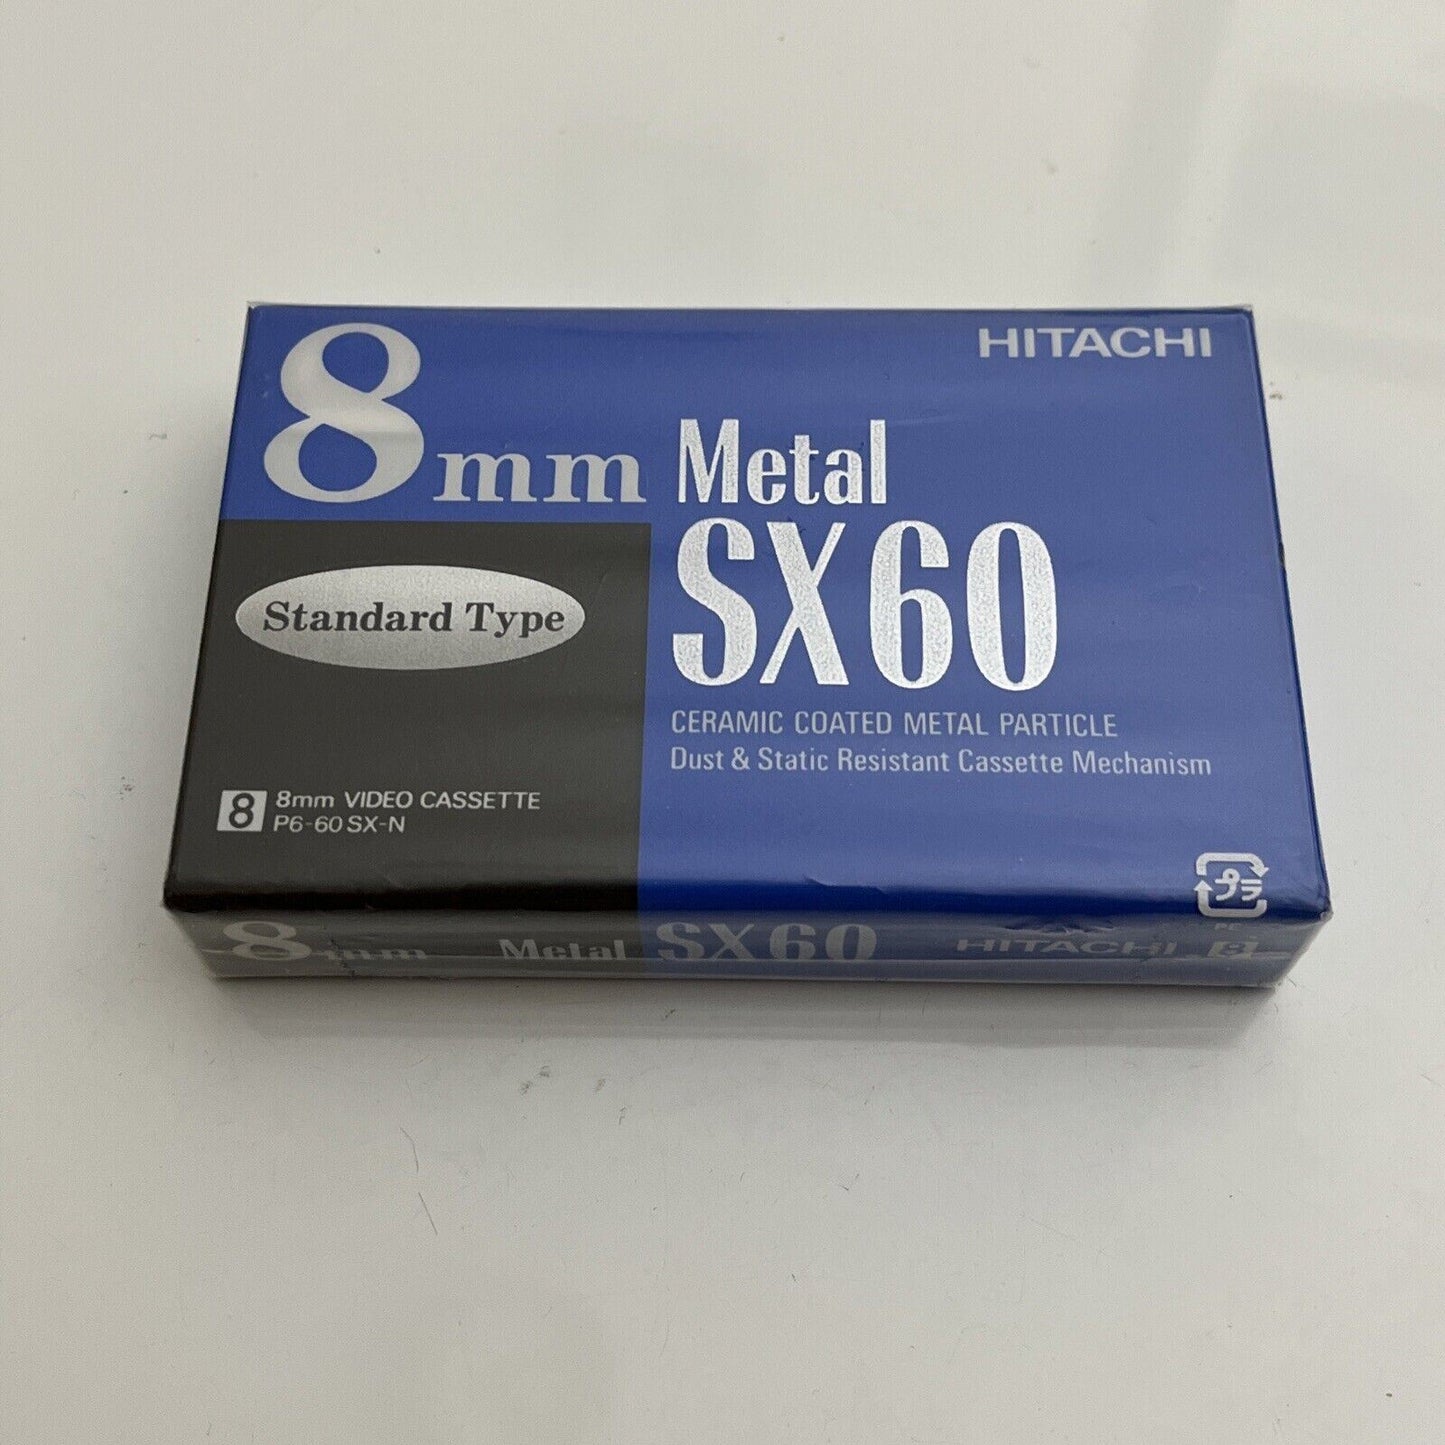 8mm
HITACHI
Metal
SX60
Standard Type
CERAMIC COATED METAL PARTICLE
Dust & Static Resistant Cassette Mechanism
8 8mm VIDEO CASSETTE
P6-60 SX-N
プラ
PC
8mm Metal SX60 HITACHI 8